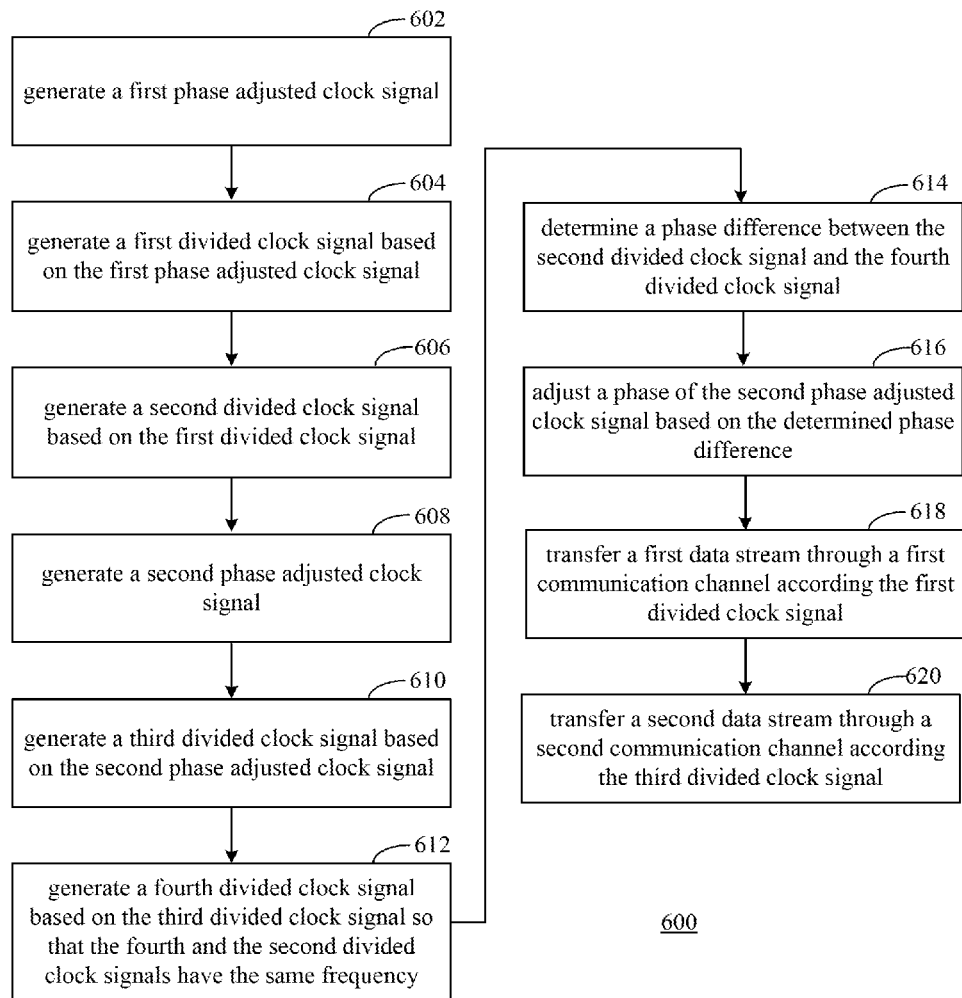 602
generate a first phase adjusted clock signal
604
generate a first divided clock signal based
on the first phase adjusted clock signal
606
generate a second divided clock signal
based on the first divided clock signal
608
generate a second phase adjusted clock
signal
610
generate a third divided clock signal based
on the second phase adjusted clock signal
612
generate a fourth divided clock signal
based on the third divided clock signal so
that the fourth and the second divided
clock signals have the same frequency
614
determine a phase difference between the
second divided clock signal and the fourth
divided clock signal
616
adjust a phase of the second phase adjusted
clock signal based on the determined phase
difference
618
transfer a first data stream through a first
communication channel according the first
divided clock signal
620
transfer a second data stream through a
second communication channel according
the third divided clock signal
600